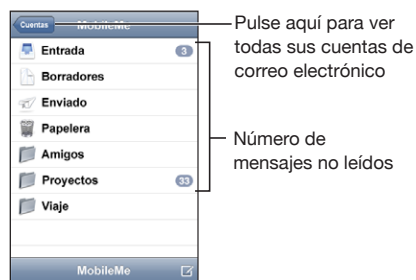 Cuentas MobileMe
Entrada 3
Borradores
Enviado
Papelera
Amigos
Proyectos 33
Viaje
MobileMe
Pulse aquí para ver
todas sus cuentas de
correo electrónico
Número de
mensajes no leídos